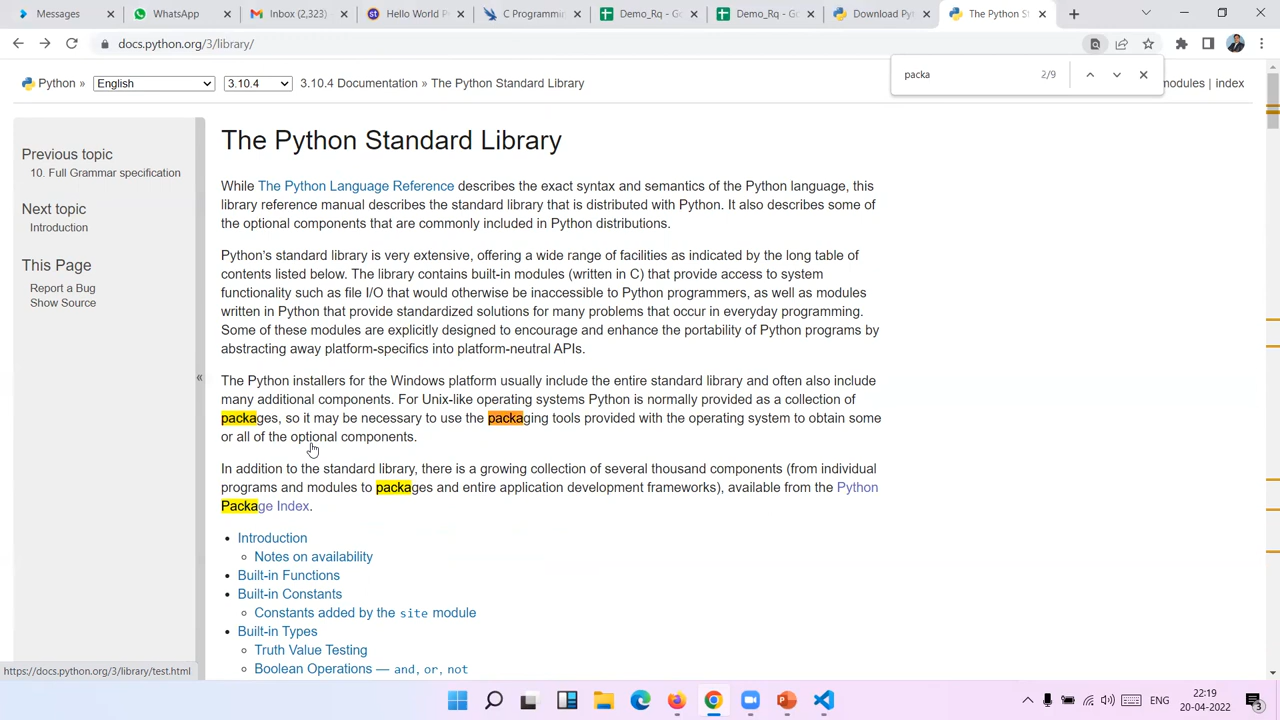 Messages
WhatsApp
Inbox (2,323)
Hello World P
C Programmin
Demo_Rq - Go
Demo_Rq - Go
Download Pyt
The Python St
docs.python.org/3/library/
packa 2/9
Python » English 3.10.4 3.10.4 Documentation » The Python Standard Library
modules | index
Previous topic
10. Full Grammar specification
Next topic
Introduction
This Page
Report a Bug
Show Source
«
The Python Standard Library
While The Python Language Reference describes the exact syntax and semantics of the Python language, this
library reference manual describes the standard library that is distributed with Python. It also describes some of
the optional components that are commonly included in Python distributions.
Python's standard library is very extensive, offering a wide range of facilities as indicated by the long table of
contents listed below. The library contains built-in modules (written in C) that provide access to system
functionality such as file I/O that would otherwise be inaccessible to Python programmers, as well as modules
written in Python that provide standardized solutions for many problems that occur in everyday programming.
Some of these modules are explicitly designed to encourage and enhance the portability of Python programs by
abstracting away platform-specifics into platform-neutral APIs.
The Python installers for the Windows platform usually include the entire standard library and often also include
many additional components. For Unix-like operating systems Python is normally provided as a collection of
packages, so it may be necessary to use the packaging tools provided with the operating system to obtain some
or all of the optional components.
In addition to the standard library, there is a growing collection of several thousand components (from individual
programs and modules to packages and entire application development frameworks), available from the Python
Package Index.
• Introduction
◦ Notes on availability
• Built-in Functions
• Built-in Constants
◦ Constants added by the site module
• Built-in Types
◦ Truth Value Testing
◦ Boolean Operations — and, or, not
https://docs.python.org/3/library/test.html
ENG
22:19
20-04-2022
3